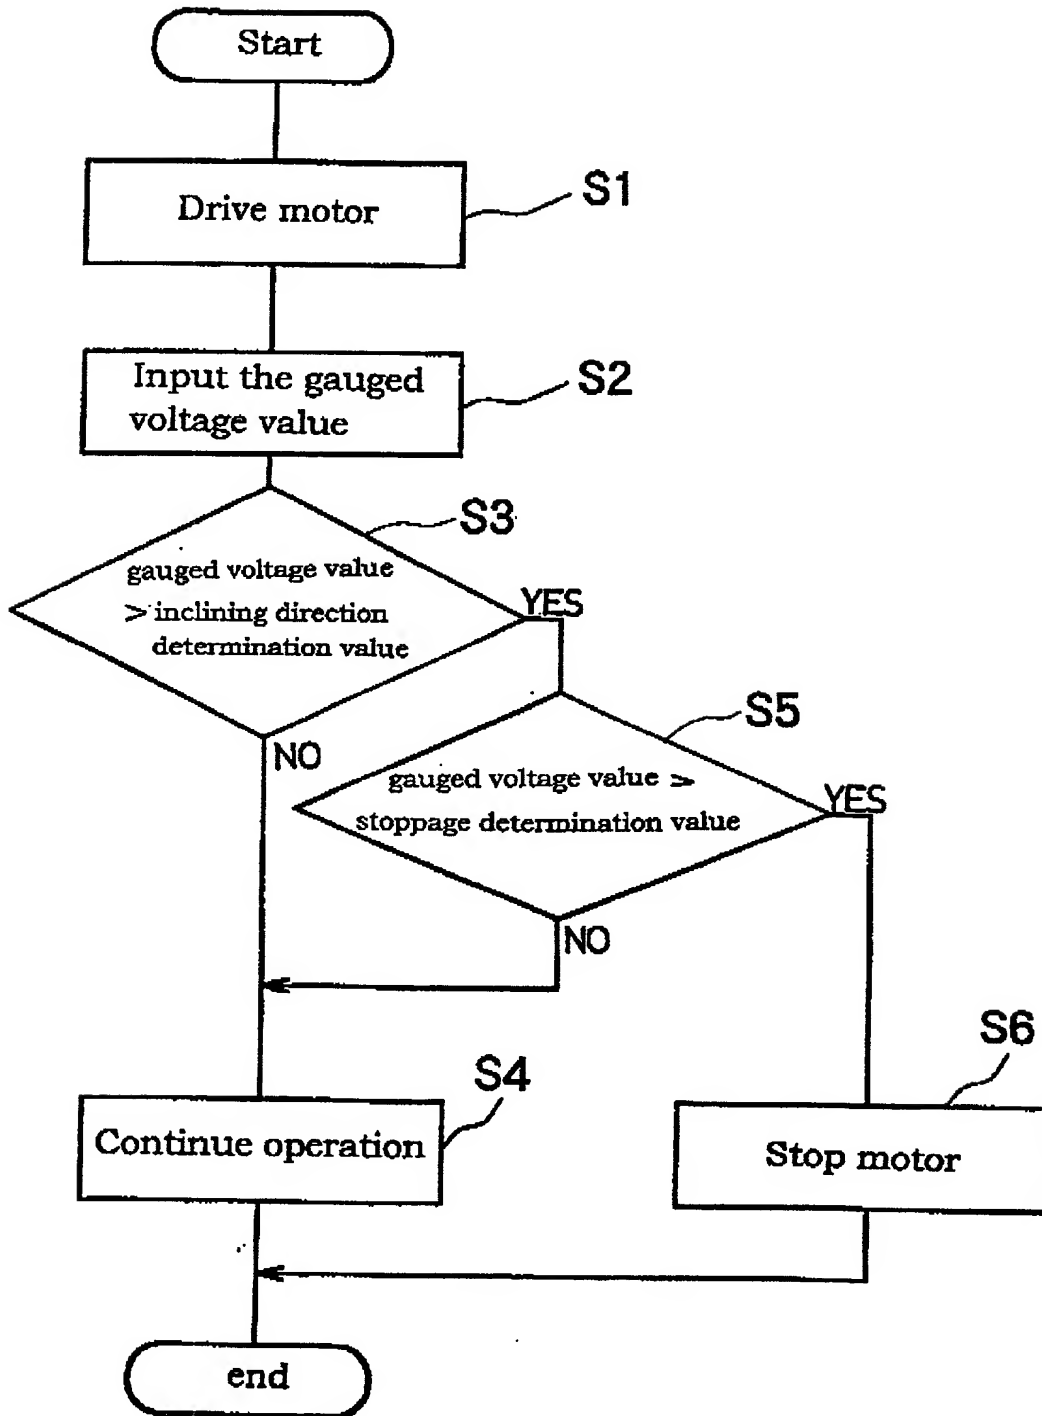 Start
Drive motor
S1
Input the gauged
voltage value
S2
S3
gauged voltage value
> inclining direction
determination value
YES
NO
S5
gauged voltage value >
stoppage determination value
YES
NO
S4
Continue operation
S6
Stop motor
end